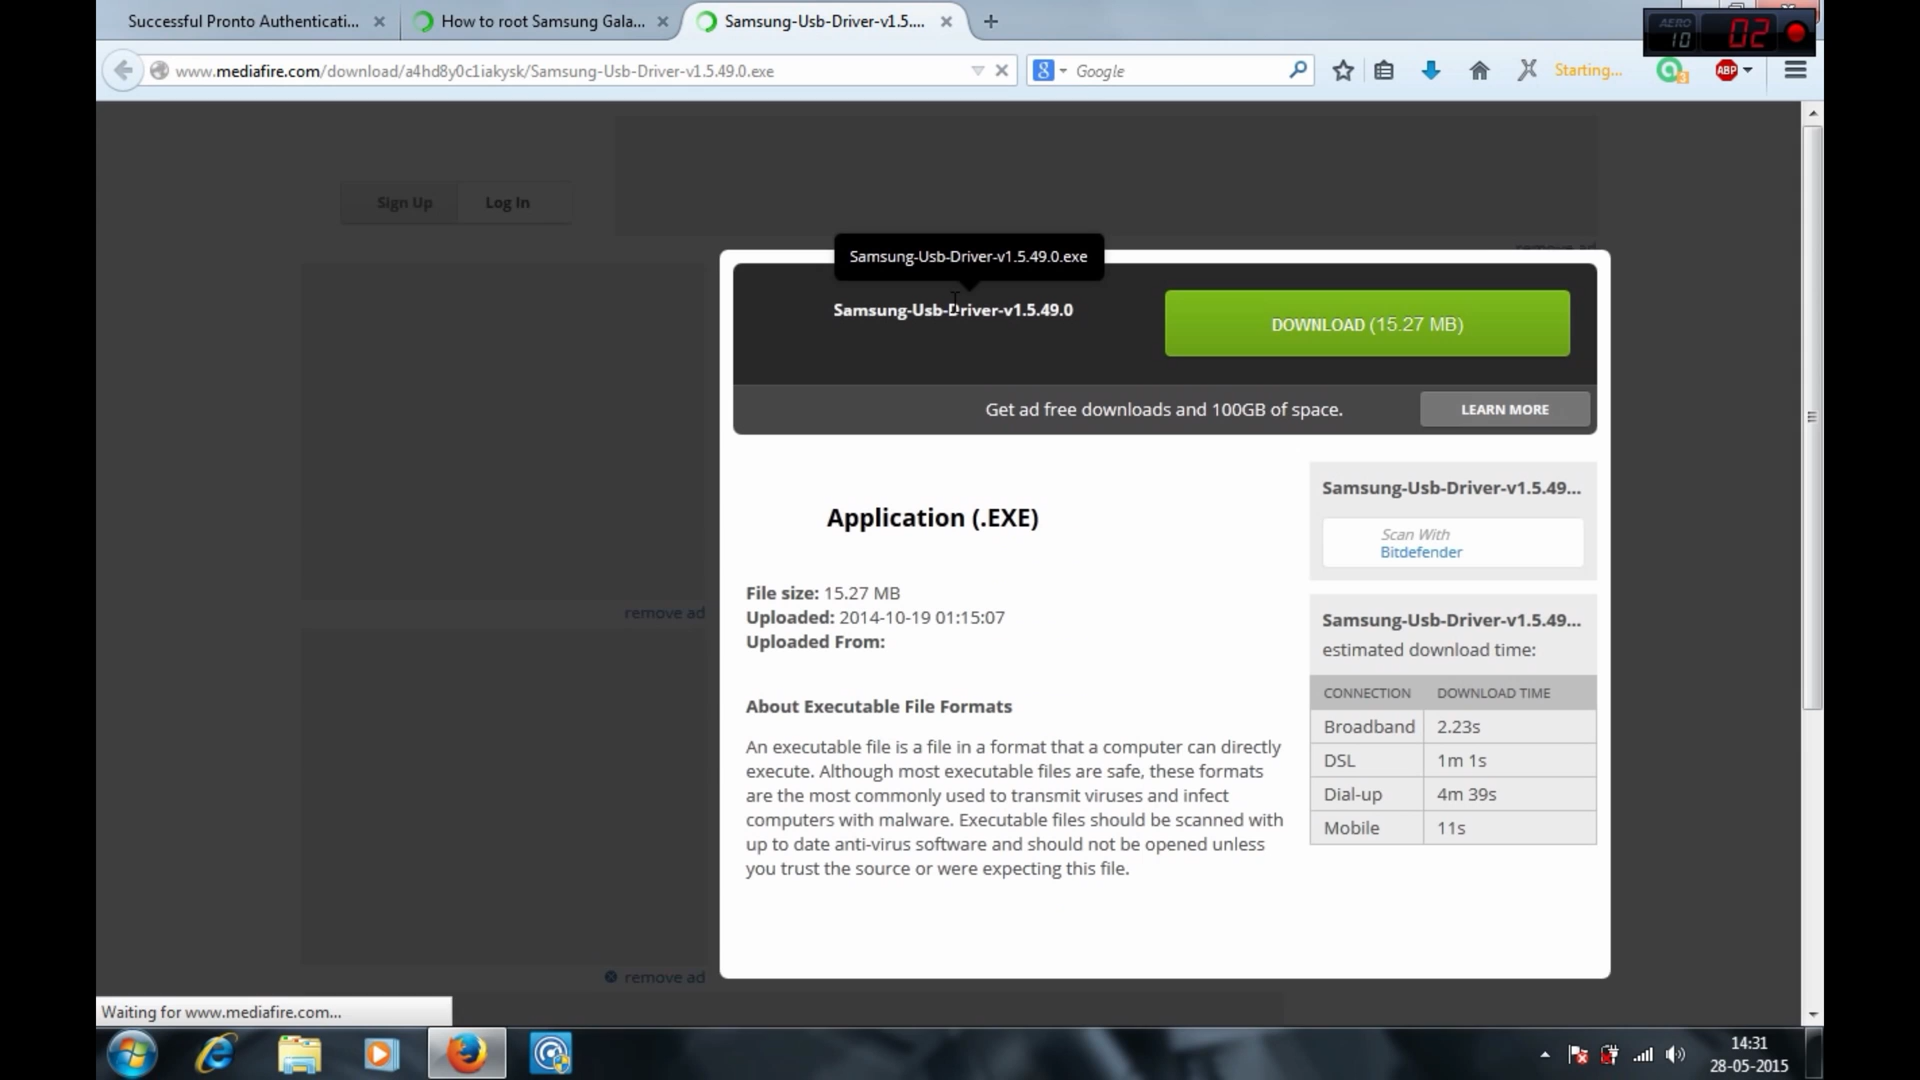 Successful Pronto Authenticati...
How to root Samsung Gala...
Samsung-Usb-Driver-v1.5....
AERO
10
02
www.mediafire.com/download/a4hd8y0c1iakysk/Samsung-Usb-Driver-v1.5.49.0.exe
8
Google
Starting...
3
ABP
Sign Up
Log In
remove ad
Samsung-Usb-Driver-v1.5.49.0.exe
Samsung-Usb-Driver-v1.5.49.0
DOWNLOAD (15.27 MB)
Get ad free downloads and 100GB of space.
LEARN MORE
Application (.EXE)
File size: 15.27 MB
Uploaded: 2014-10-19 01:15:07
Uploaded From:
About Executable File Formats
An executable file is a file in a format that a computer can directly
execute. Although most executable files are safe, these formats
are the most commonly used to transmit viruses and infect
computers with malware. Executable files should be scanned with
up to date anti-virus software and should not be opened unless
you trust the source or were expecting this file.
Samsung-Usb-Driver-v1.5.49...
Scan With
Bitdefender
Samsung-Usb-Driver-v1.5.49...
estimated download time:
CONNECTION DOWNLOAD TIME
Broadband 2.23s
DSL 1m 1s
Dial-up 4m 39s
Mobile 11s
remove ad
remove ad
Waiting for www.mediafire.com...
14:31
28-05-2015